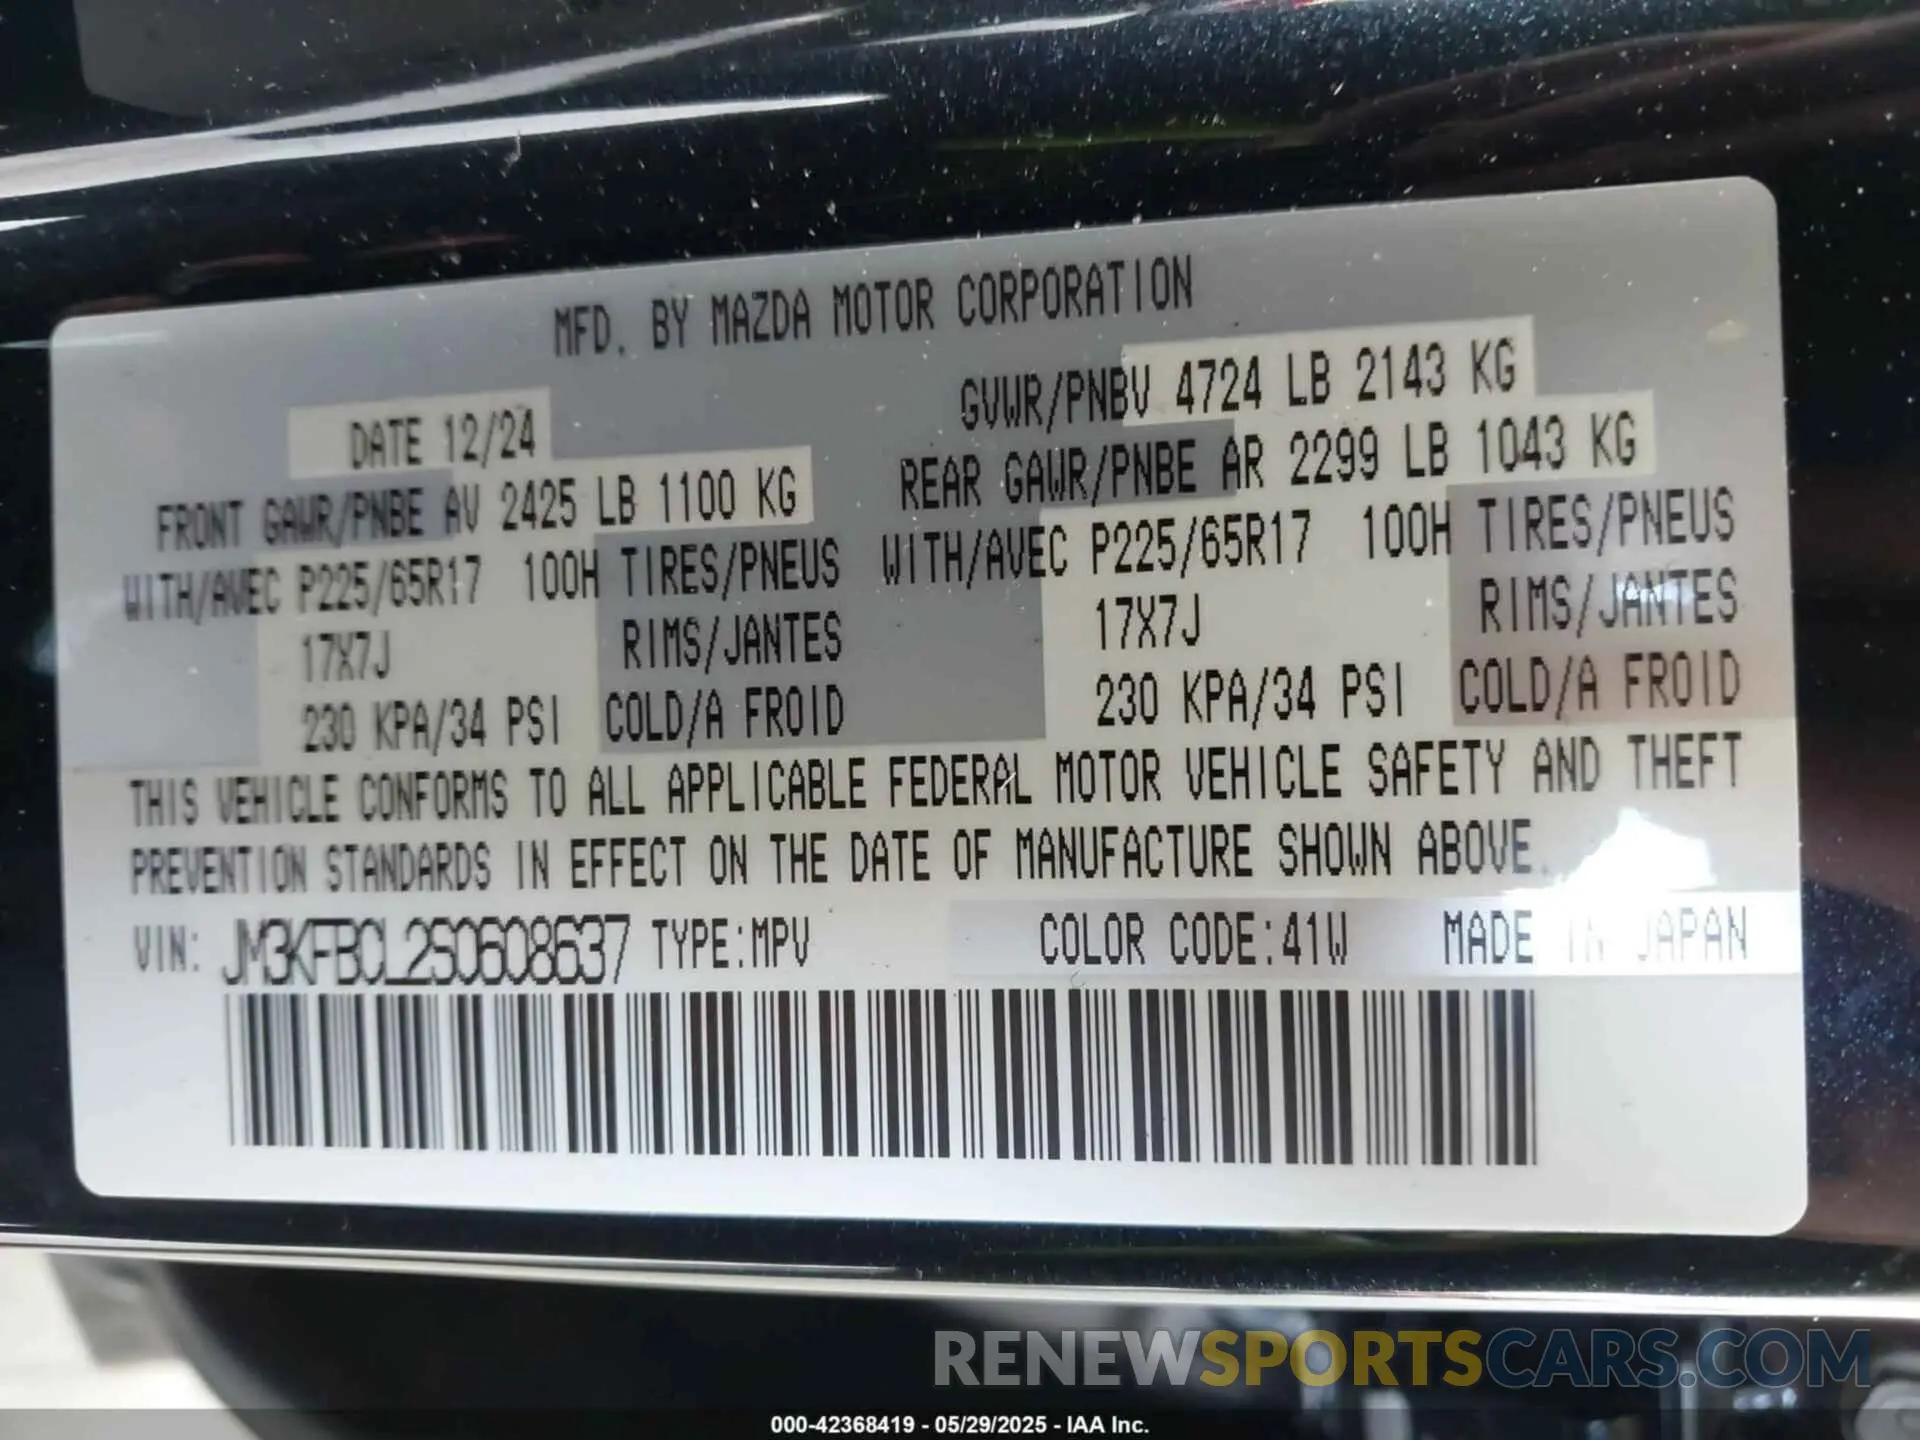 MFD. BY MAZDA MOTOR CORPORATION
DATE 12/24
GVWR/PNBV 4724 LB 2143 KG
FRONT GAWR/PNBE AV 2425 LB 1100 KG
REAR GAWR/PNBE AR 2299 LB 1043 KG
WITH/AVEC P225/65R17 100H TIRES/PNEUS
WITH/AVEC P225/65R17 100H TIRES/PNEUS
17X7J RIMS/JANTES
17X7J RIMS/JANTES
230 KPA/34 PSI COLD/A FROID
230 KPA/34 PSI COLD/A FROID
THIS VEHICLE CONFORMS TO ALL APPLICABLE FEDERAL MOTOR VEHICLE SAFETY AND THEFT
PREVENTION STANDARDS IN EFFECT ON THE DATE OF MANUFACTURE SHOWN ABOVE.
VIN: JM3KFBCL2S0608637 TYPE:MPV COLOR CODE:41W MADE IN JAPAN
RENEWSPORTSCARS.COM
000-42368419 - 05/29/2025 - IAA Inc.